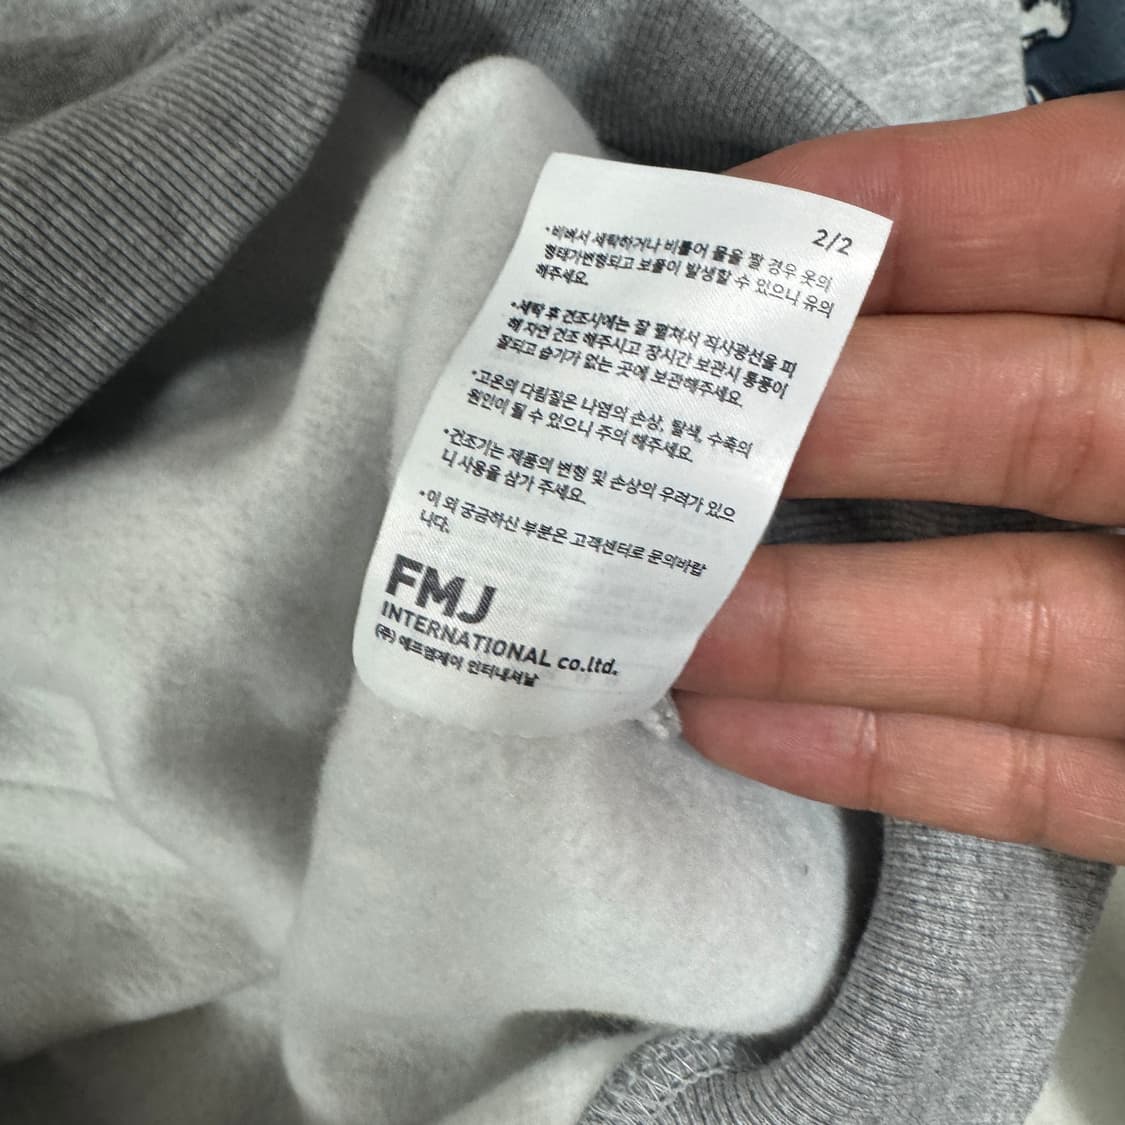 2/2
*비벼서 세탁하거나 비틀어 물을 짤 경우 옷의
형태가변형되고 보풀이 발생할 수 있으니 유의
해주세요.
*세탁 후 건조시에는 잘 펼쳐서 직사광선을 피
해 자연 건조 해주시고 장시간 보관시 통풍이
잘되고 습기가 없는 곳에 보관해주세요.
*고온의 다림질은 나염의 손상, 탈색, 수축의
원인이 될 수 있으니 주의 해주세요.
*건조기는 제품의 변형 및 손상의 우려가 있으
니 사용을 삼가 주세요.
*이 외 궁금하신 부분은 고객센터로 문의바랍
니다.
FMJ
INTERNATIONAL co.ltd.
(주) 에프엠제이 인터내셔날